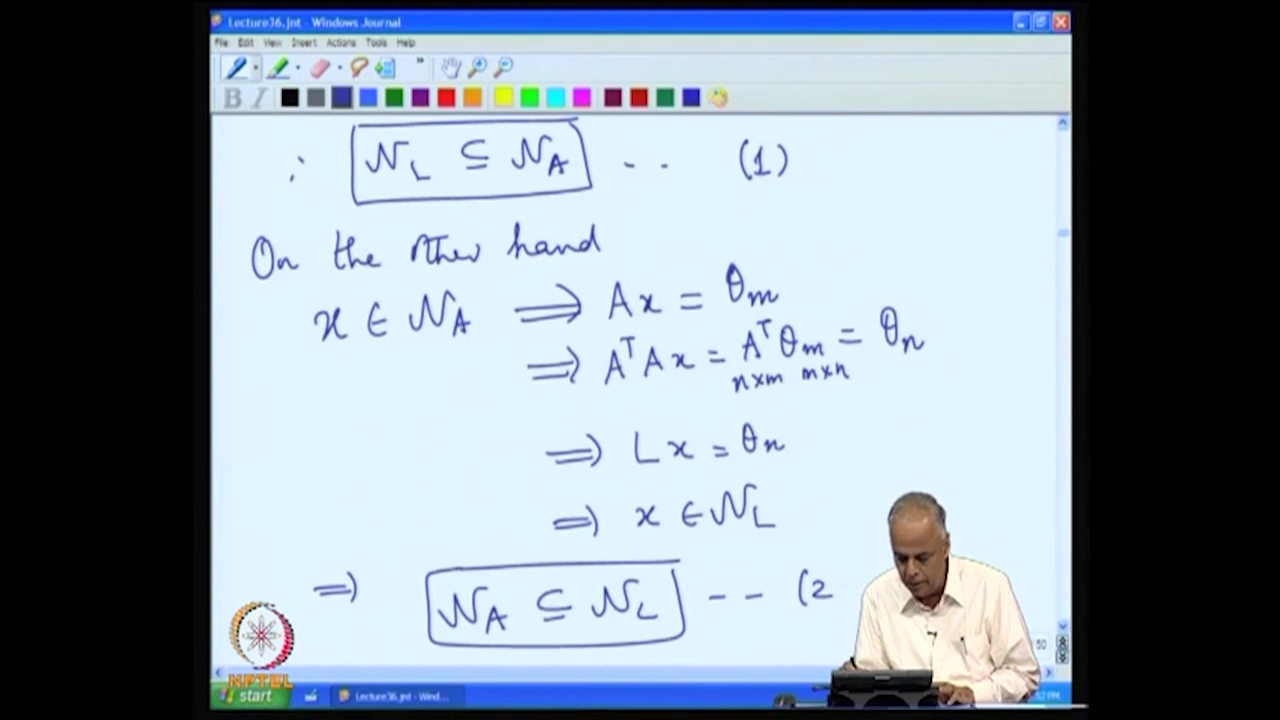 Lecture36.jnt - Windows Journal
File Edit View Insert Actions Tools Help
B I
∴ 𝒩_L ⊆ 𝒩_A -- (1)
On the other hand
x ∈ 𝒩_A ⟹ Ax = θ_m
⟹ A^T A x = A^T θ_m = θ_n
n×m m×n
⟹ Lx = θ_n
⟹ x ∈ 𝒩_L
⟹ 𝒩_A ⊆ 𝒩_L -- (2
50
NPTEL
start Lecture36.jnt - Wind...